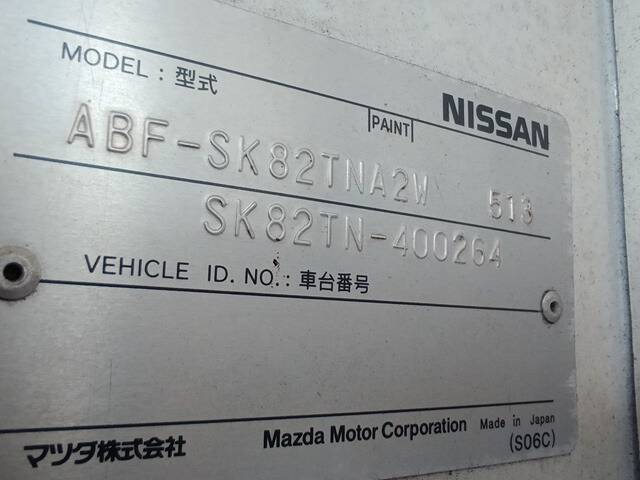 MODEL : 型式
PAINT
NISSAN
ABF-SK82TNA2W 513
SK82TN-400264
VEHICLE ID. NO. : 車台番号
マツダ株式会社 Mazda Motor Corporation Made in Japan
(S06C)